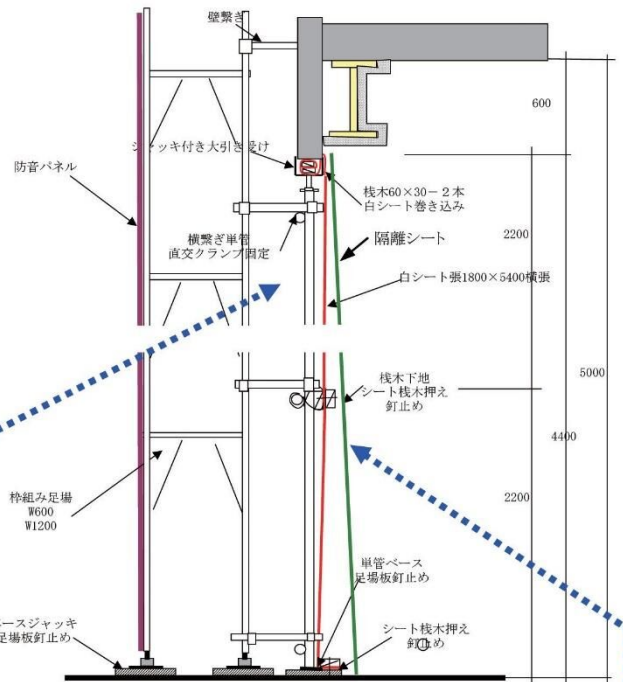 壁繋ぎ
600
ジャッキ付き大引き受け
防音パネル
桟木60×30－2本
白シート巻き込み
横繋ぎ単管
直交クランプ固定
隔離シート
2200
白シート張1800×5400横張
5000
桟木下地
シート桟木押え
釘止め
4400
枠組み足場
W600
W1200
2200
単管ベース
足場板釘止め
ベースジャッキ
足場板釘止め
シート桟木押え
釘止め